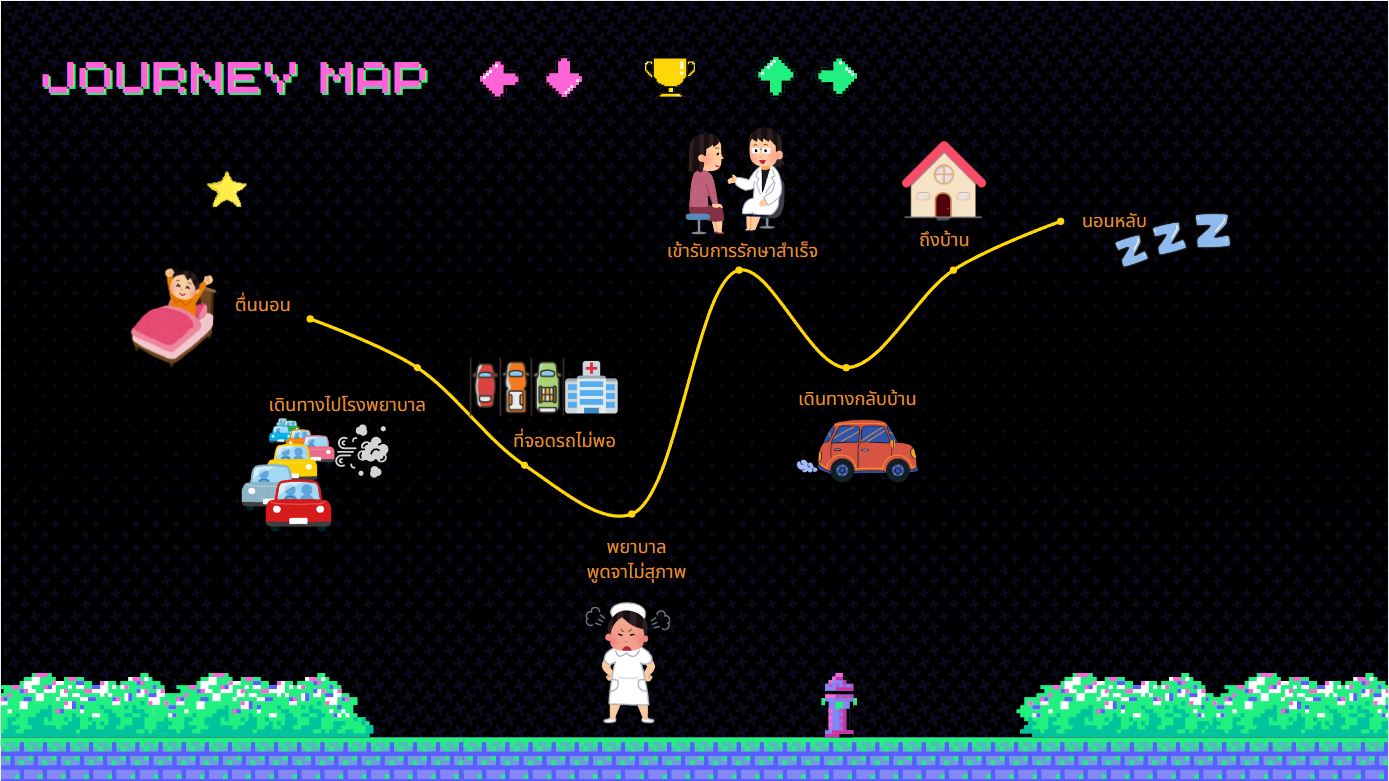 JOURNEY MAP
ตื่นนอน
เดินทางไปโรงพยาบาล
ที่จอดรถไม่พอ
พยาบาล
พูดจาไม่สุภาพ
เข้ารับการรักษาสำเร็จ
เดินทางกลับบ้าน
ถึงบ้าน
นอนหลับ
Z Z Z